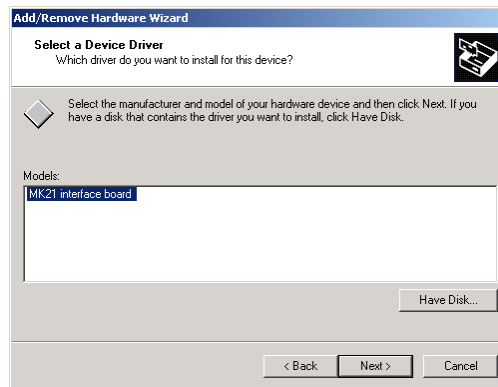 Add/Remove Hardware Wizard
Select a Device Driver
Which driver do you want to install for this device?
Select the manufacturer and model of your hardware device and then click Next. If you
have a disk that contains the driver you want to install, click Have Disk.
Models:
MK21 interface board
Have Disk...
< Back
Next >
Cancel